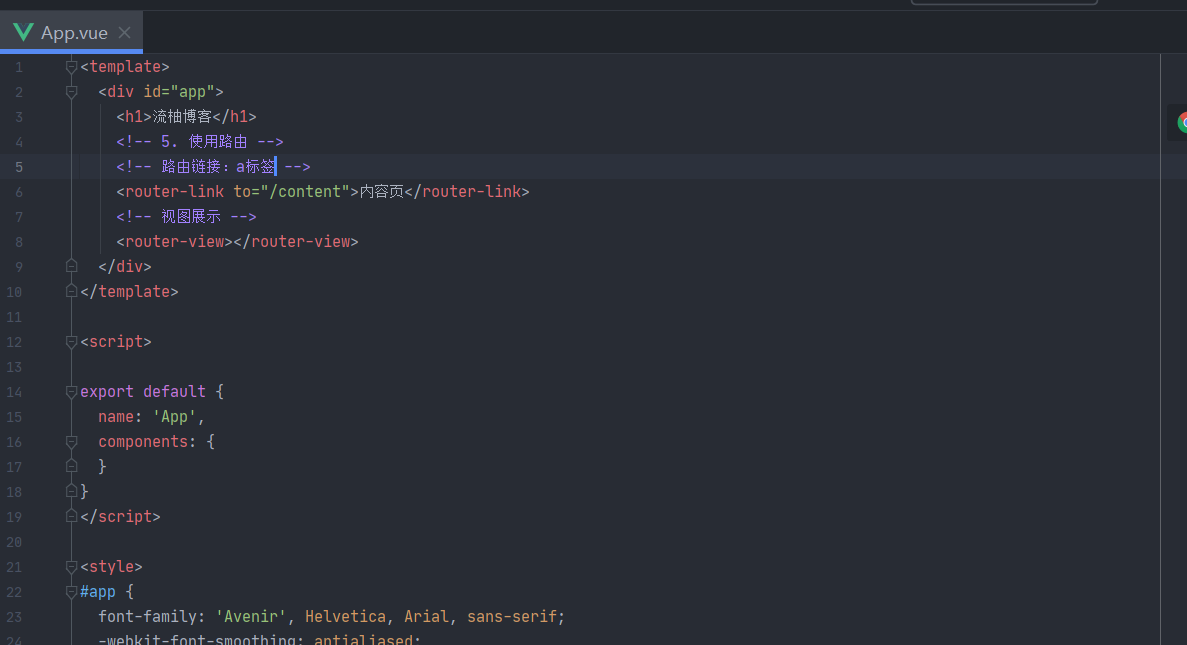 App.vue
1 <template>
2 <div id="app">
3 <h1>流柚博客</h1>
4 <!-- 5. 使用路由 -->
5 <!-- 路由链接：a标签 -->
6 <router-link to="/content">内容页</router-link>
7 <!-- 视图展示 -->
8 <router-view></router-view>
9 </div>
10 </template>
11
12 <script>
13
14 export default {
15 name: 'App',
16 components: {
17 }
18 }
19 </script>
20
21 <style>
22 #app {
23 font-family: 'Avenir', Helvetica, Arial, sans-serif;
24 -webkit-font-smoothing: antialiased;